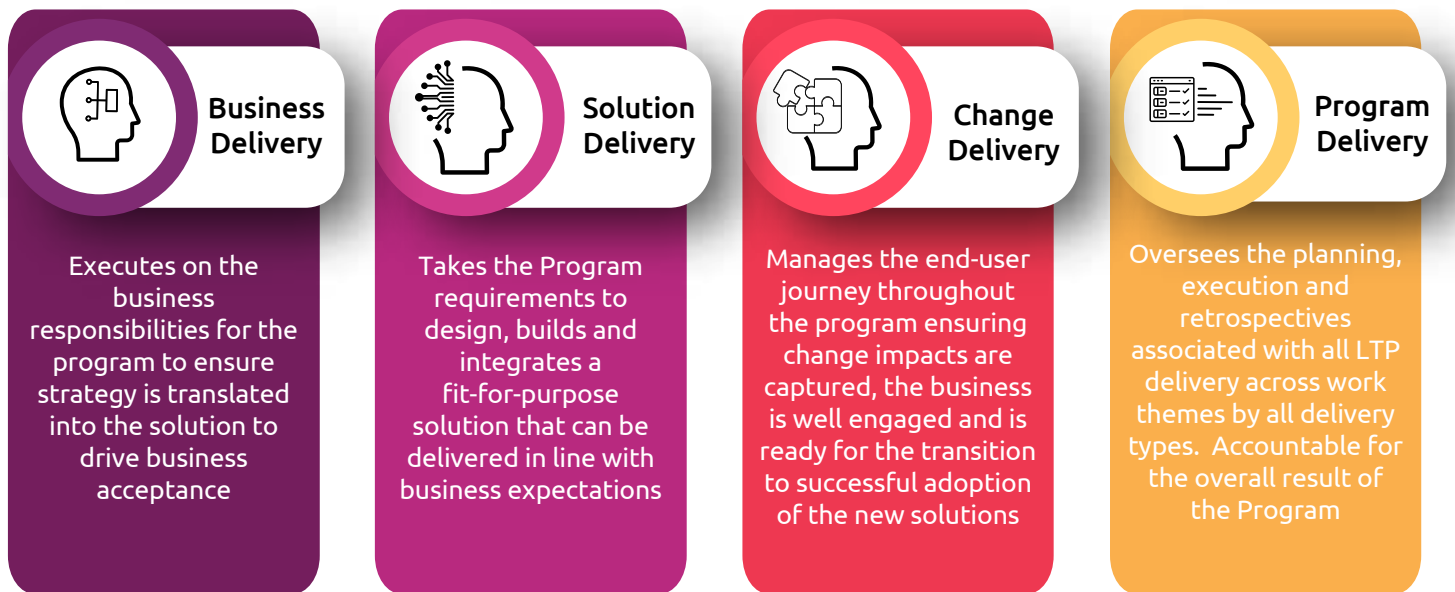 Business
Delivery
Executes on the
business
responsibilities for the
program to ensure
strategy is translated
into the solution to
drive business
acceptance
Solution
Delivery
Takes the Program
requirements to
design, builds and
integrates a
fit-for-purpose
solution that can be
delivered in line with
business expectations
Change
Delivery
Manages the end-user
journey throughout
the program ensuring
change impacts are
captured, the business
is well engaged and is
ready for the transition
to successful adoption
of the new solutions
Program
Delivery
Oversees the planning,
execution and
retrospectives
associated with all LTP
delivery across work
themes by all delivery
types.  Accountable for
the overall result of
the Program